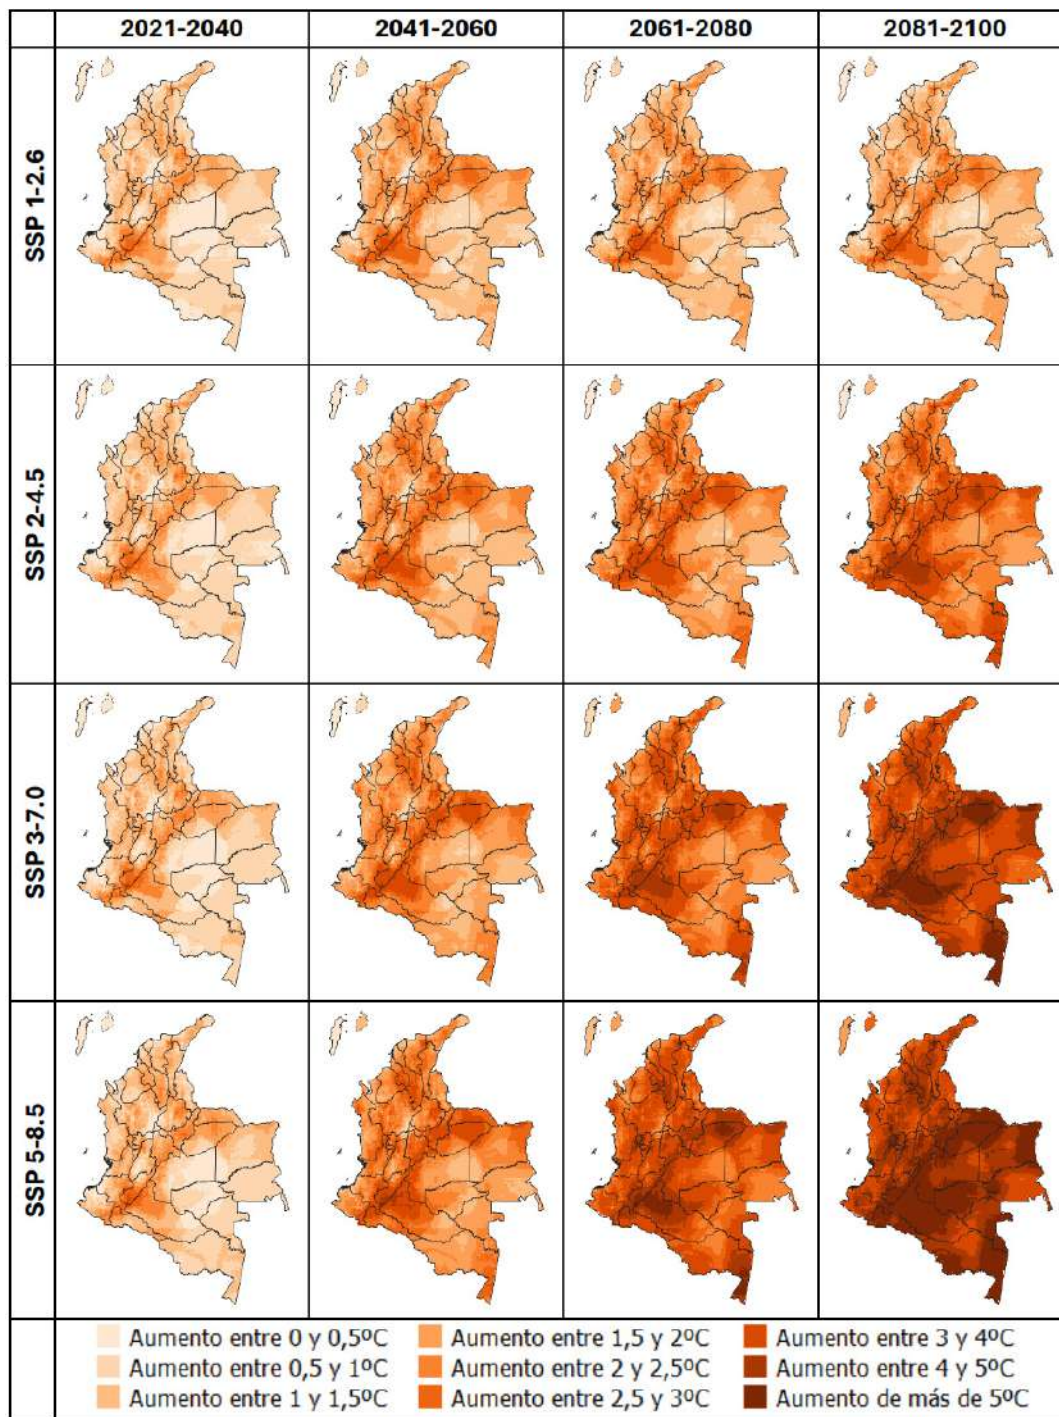 2021-2040 2041-2060 2061-2080 2081-2100
SSP 1-2.6
SSP 2-4.5
SSP 3-7.0
SSP 5-8.5
Aumento entre 0 y 0,5ºC Aumento entre 1,5 y 2ºC Aumento entre 3 y 4ºC
Aumento entre 0,5 y 1ºC Aumento entre 2 y 2,5ºC Aumento entre 4 y 5ºC
Aumento entre 1 y 1,5ºC Aumento entre 2,5 y 3ºC Aumento de más de 5ºC